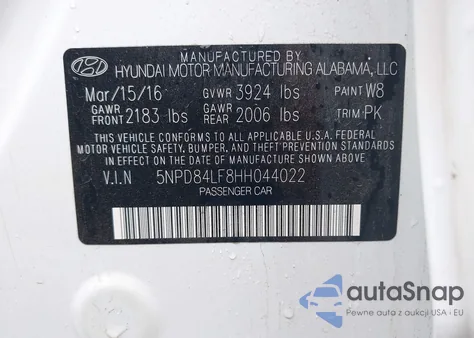 MANUFACTURED BY
HYUNDAI MOTOR MANUFACTURING ALABAMA, LLC
Mar/15/16 GVWR 3924 lbs PAINT W8
GAWR FRONT 2183 lbs GAWR REAR 2006 lbs TRIM PK
THIS VEHICLE CONFORMS TO ALL APPLICABLE U.S.A. FEDERAL
MOTOR VEHICLE SAFETY, BUMPER, AND THEFT PREVENTION STANDARDS
IN EFFECT ON THE DATE OF MANUFACTURE SHOWN ABOVE.
V.I.N 5NPD84LF8HH044022
PASSENGER CAR
autaSnap
Pewne auta z aukcji USA i EU